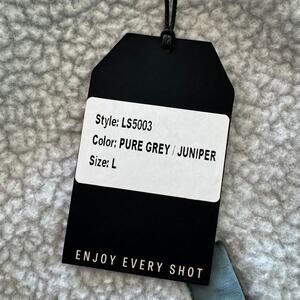 Style: LS5003
Color: PURE GREY / JUNIPER
Size: L
ENJOY EVERY SHOT